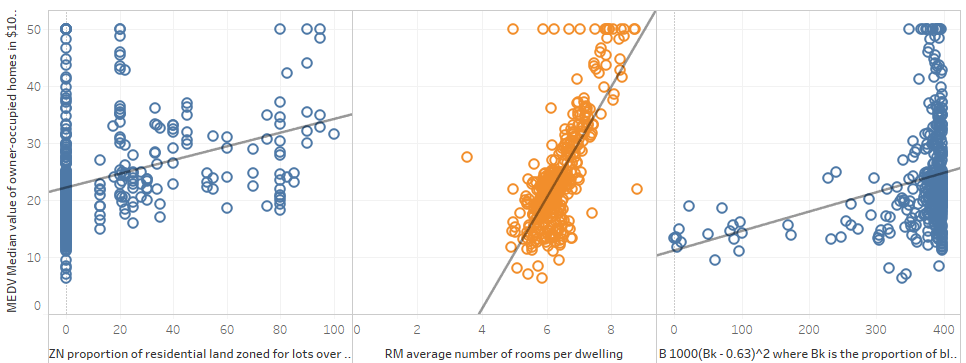 MEDV Median value of owner-occupied homes in $10..
50
40
30
20
10
0
0 20 40 60 80 100
0 2 4 6 8
0 100 200 300 400
ZN proportion of residential land zoned for lots over ..
RM average number of rooms per dwelling
B 1000(Bk - 0.63)^2 where Bk is the proportion of bl..